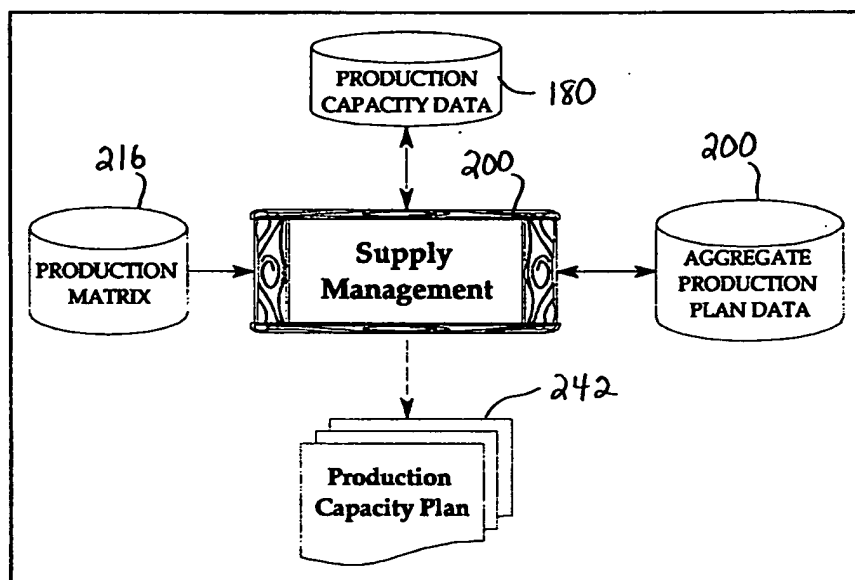 PRODUCTION
CAPACITY DATA
180
216
200
200
PRODUCTION
MATRIX
Supply
Management
AGGREGATE
PRODUCTION
PLAN DATA
242
Production
Capacity Plan